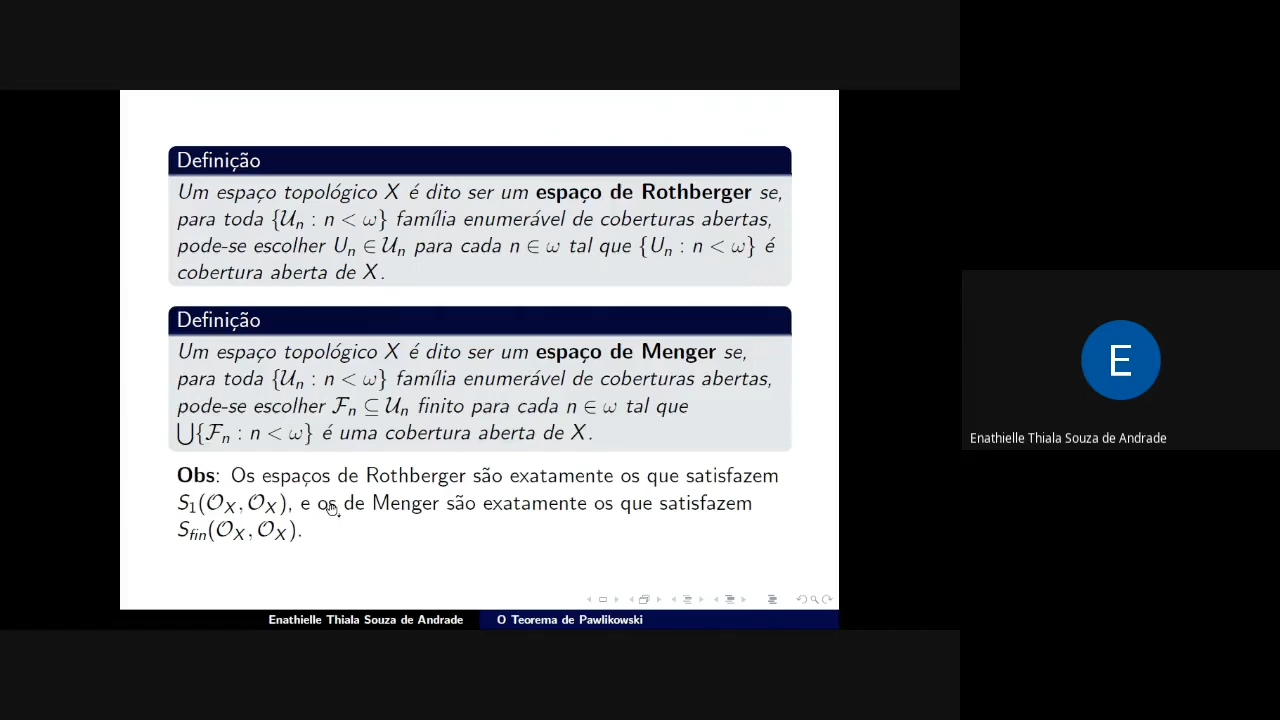 Definição
Um espaço topológico X é dito ser um espaço de Rothberger se,
para toda {𝒰ₙ : n < ω} família enumerável de coberturas abertas,
pode-se escolher Uₙ ∈ 𝒰ₙ para cada n ∈ ω tal que {Uₙ : n < ω} é
cobertura aberta de X.
Definição
Um espaço topológico X é dito ser um espaço de Menger se,
para toda {𝒰ₙ : n < ω} família enumerável de coberturas abertas,
pode-se escolher ℱₙ ⊆ 𝒰ₙ finito para cada n ∈ ω tal que
⋃{ℱₙ : n < ω} é uma cobertura aberta de X.
Obs: Os espaços de Rothberger são exatamente os que satisfazem
S₁(𝒪_X, 𝒪_X), e os de Menger são exatamente os que satisfazem
S_fin(𝒪_X, 𝒪_X).
Enathielle Thiala Souza de Andrade O Teorema de Pawlikowski
E
Enathielle Thiala Souza de Andrade